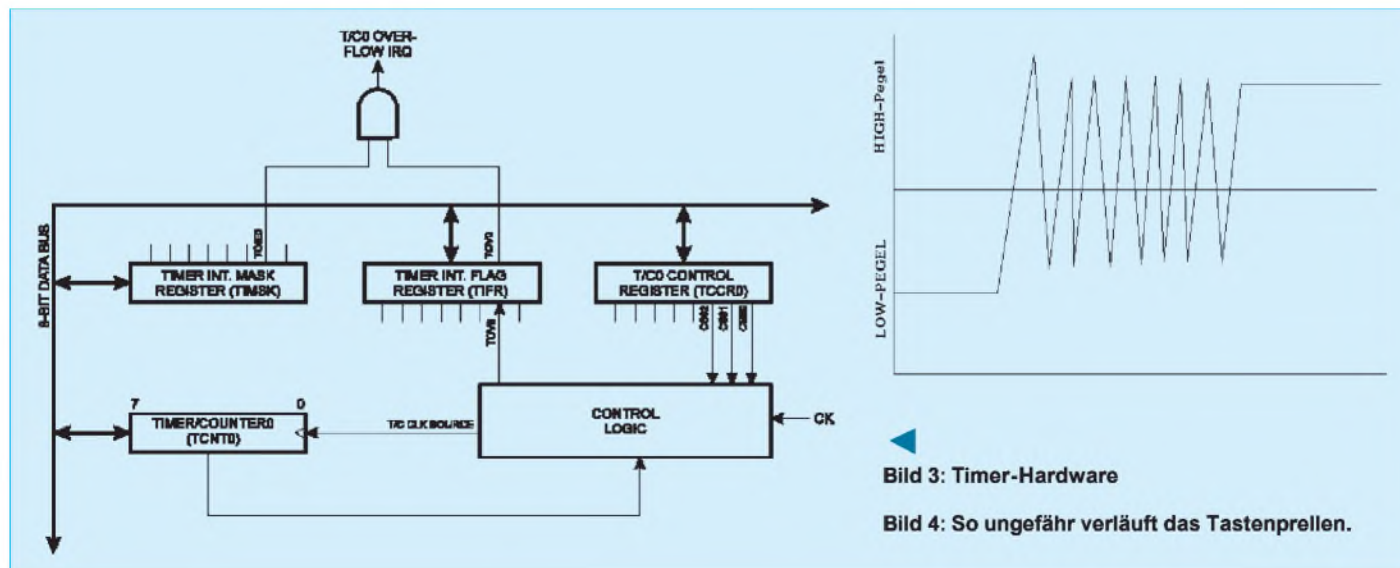 T/C0 OVER-
FLOW IRQ
8-BIT DATA BUS
TOIE0
TOV0
TIMER INT. MASK
REGISTER (TIMSK)
TIMER INT. FLAG
REGISTER (TIFR)
T/C0 CONTROL
REGISTER (TCCR0)
TOV0
CS02
CS01
CS00
7
0
TIMER/COUNTER0
(TCNT0)
T/C CLK SOURCE
CONTROL
LOGIC
CK
HIGH-Pegel
LOW-PEGEL
Bild 3: Timer-Hardware
Bild 4: So ungefähr verläuft das Tastenprellen.